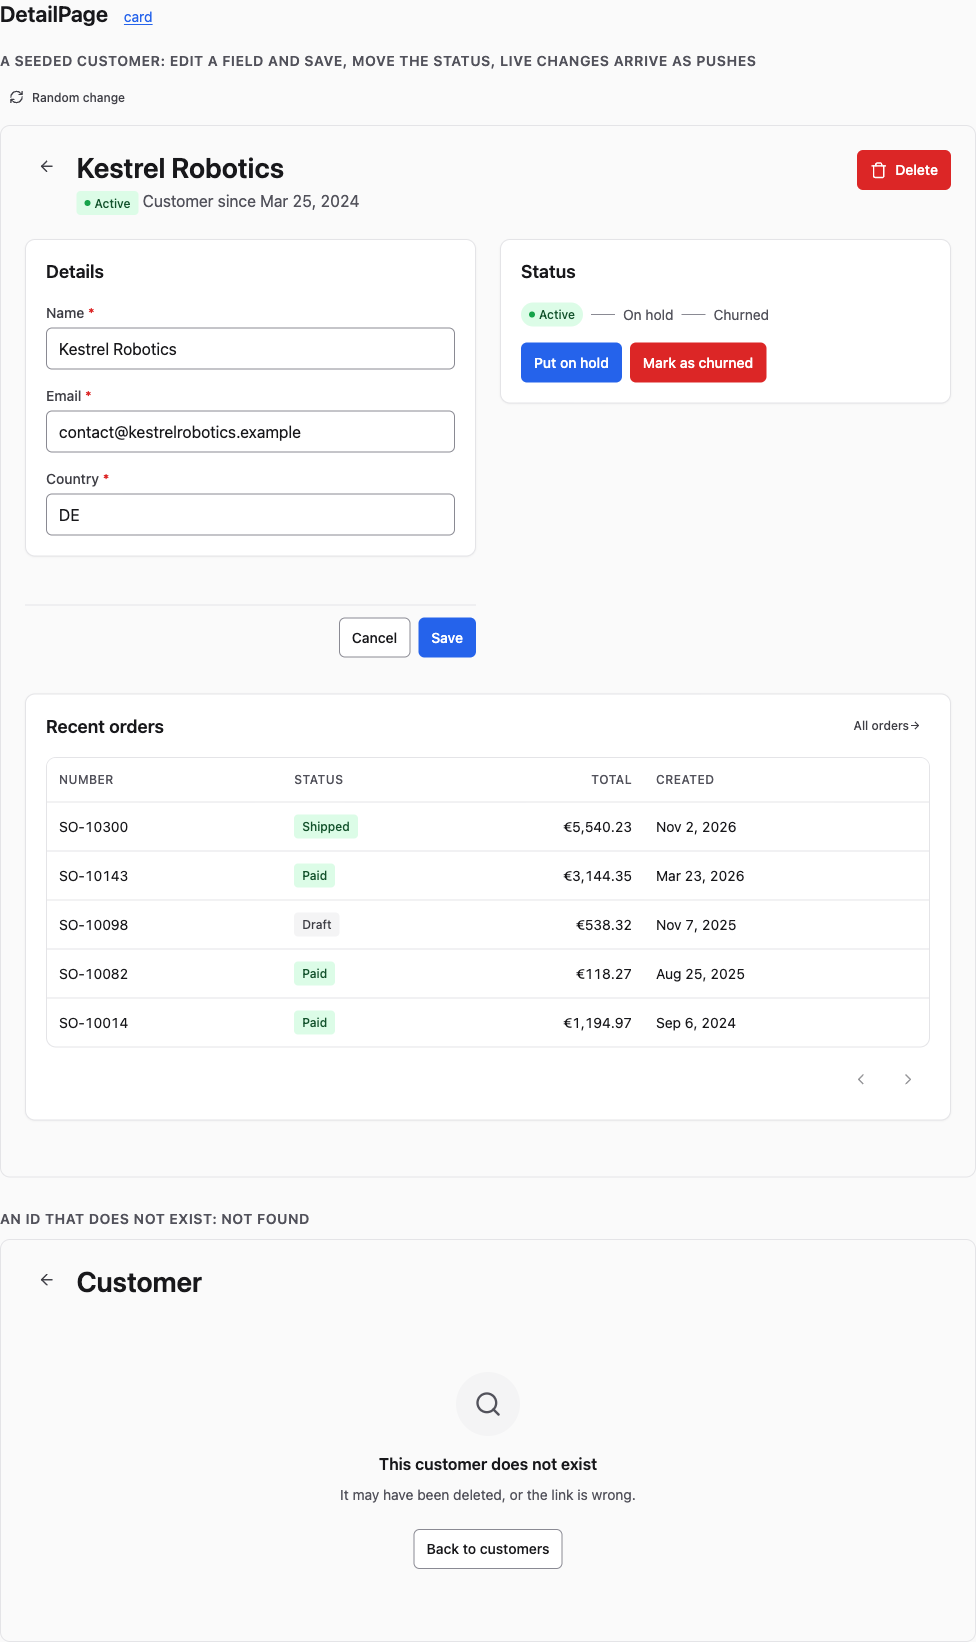 DetailPage card
A SEEDED CUSTOMER: EDIT A FIELD AND SAVE, MOVE THE STATUS, LIVE CHANGES ARRIVE AS PUSHES
Random change
Kestrel Robotics
Delete
Active Customer since Mar 25, 2024
Details
Name *
Kestrel Robotics
Email *
contact@kestrelrobotics.example
Country *
DE
Status
Active On hold Churned
Put on hold Mark as churned
Cancel Save
Recent orders All orders→
NUMBER STATUS TOTAL CREATED
SO-10300 Shipped €5,540.23 Nov 2, 2026
SO-10143 Paid €3,144.35 Mar 23, 2026
SO-10098 Draft €538.32 Nov 7, 2025
SO-10082 Paid €118.27 Aug 25, 2025
SO-10014 Paid €1,194.97 Sep 6, 2024
AN ID THAT DOES NOT EXIST: NOT FOUND
Customer
This customer does not exist
It may have been deleted, or the link is wrong.
Back to customers